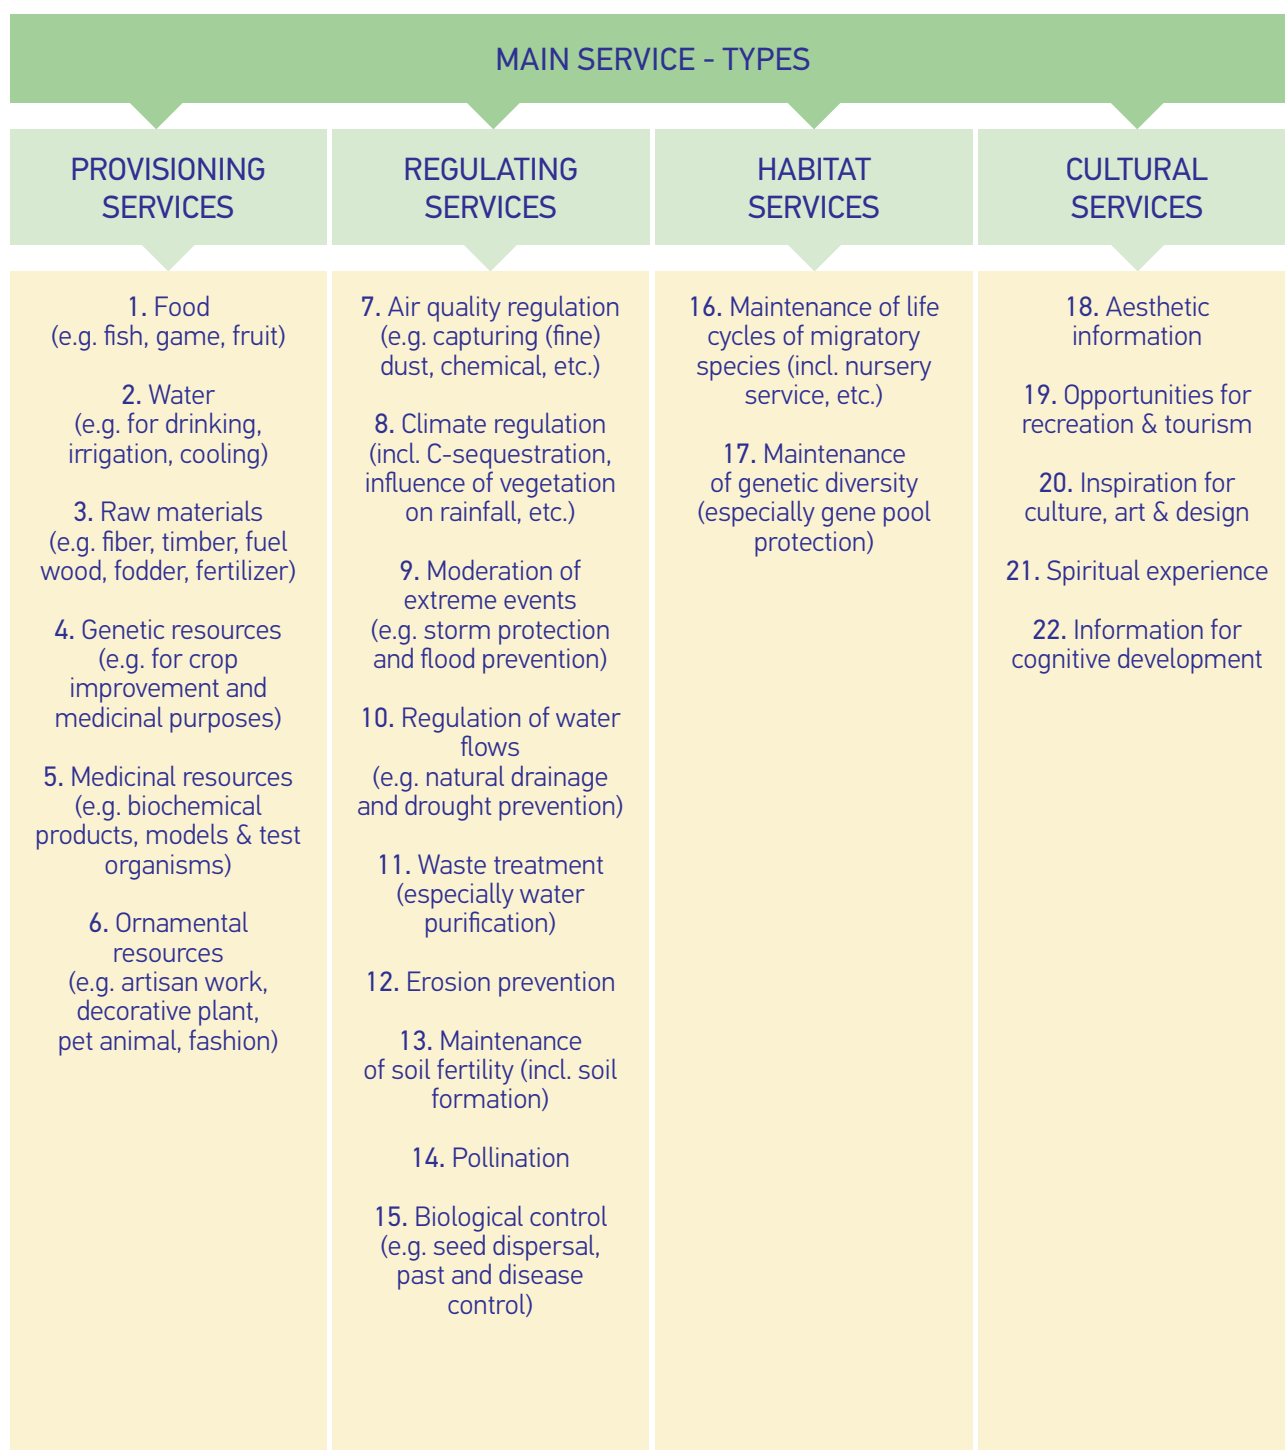 MAIN SERVICE - TYPES
PROVISIONING
SERVICES
1. Food
(e.g. fish, game, fruit)
2. Water
(e.g. for drinking,
irrigation, cooling)
3. Raw materials
(e.g. fiber, timber, fuel
wood, fodder, fertilizer)
4. Genetic resources
(e.g. for crop
improvement and
medicinal purposes)
5. Medicinal resources
(e.g. biochemical
products, models & test
organisms)
6. Ornamental
resources
(e.g. artisan work,
decorative plant,
pet animal, fashion)
REGULATING
SERVICES
7. Air quality regulation
(e.g. capturing (fine)
dust, chemical, etc.)
8. Climate regulation
(incl. C-sequestration,
influence of vegetation
on rainfall, etc.)
9. Moderation of
extreme events
(e.g. storm protection
and flood prevention)
10. Regulation of water
flows
(e.g. natural drainage
and drought prevention)
11. Waste treatment
(especially water
purification)
12. Erosion prevention
13. Maintenance
of soil fertility (incl. soil
formation)
14. Pollination
15. Biological control
(e.g. seed dispersal,
past and disease
control)
HABITAT
SERVICES
16. Maintenance of life
cycles of migratory
species (incl. nursery
service, etc.)
17. Maintenance
of genetic diversity
(especially gene pool
protection)
CULTURAL
SERVICES
18. Aesthetic
information
19. Opportunities for
recreation & tourism
20. Inspiration for
culture, art & design
21. Spiritual experience
22. Information for
cognitive development